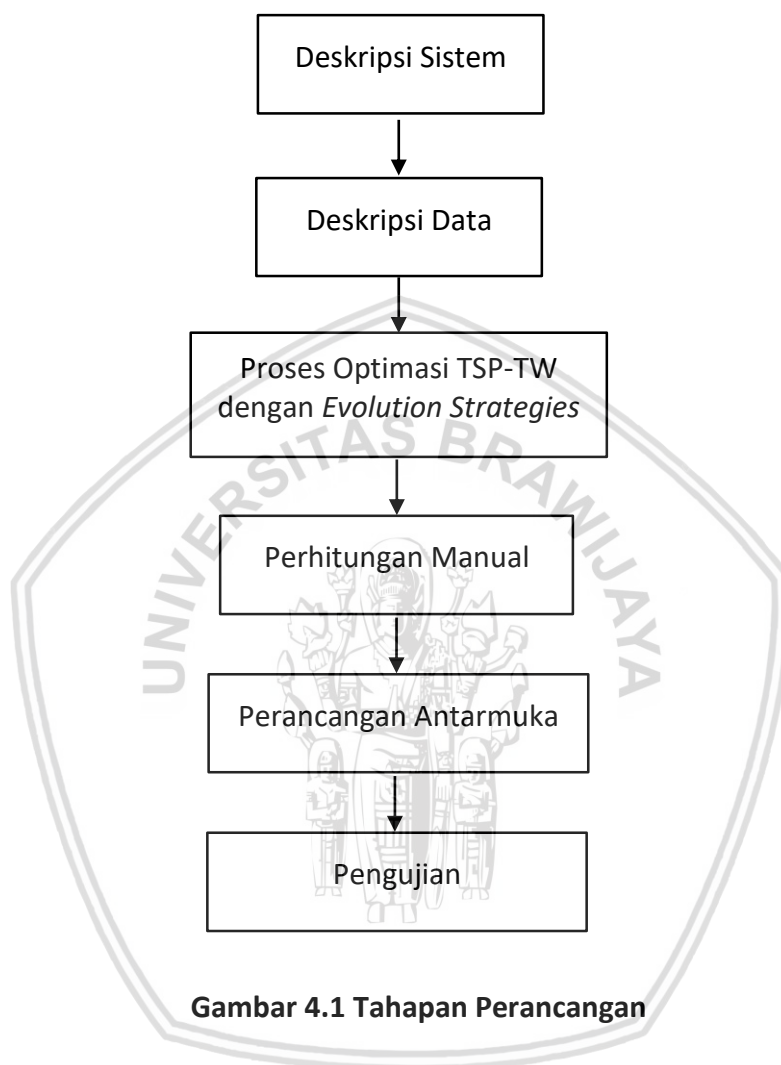 Deskripsi Sistem
Deskripsi Data
Proses Optimasi TSP-TW
dengan Evolution Strategies
UNIVERSITAS BRAWIJAYA
Perhitungan Manual
Perancangan Antarmuka
Pengujian
Gambar 4.1 Tahapan Perancangan